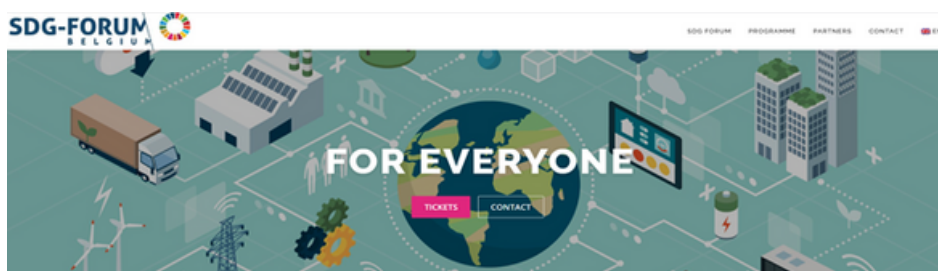 SDG-FORUM
BELGIUM
SDG FORUM PROGRAMME PARTNERS CONTACT
FOR EVERYONE
TICKETS CONTACT